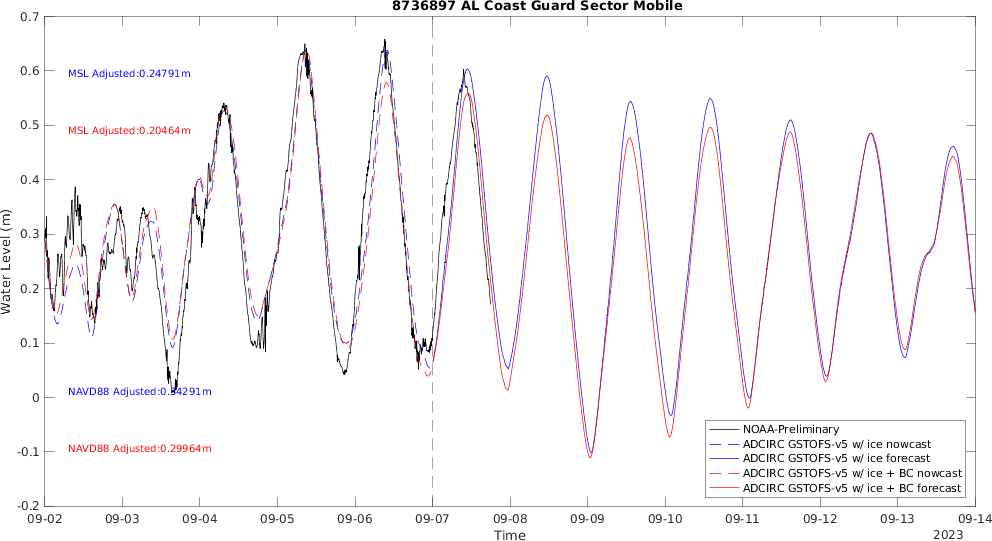 8736897 AL Coast Guard Sector Mobile
0.7
0.6
0.5
0.4
0.3
0.2
0.1
0
-0.1
-0.2
Water Level (m)
MSL Adjusted:0.24791m
MSL Adjusted:0.20464m
NAVD88 Adjusted:0.34291m
NAVD88 Adjusted:0.29964m
NOAA-Preliminary
ADCIRC GSTOFS-v5 w/ ice nowcast
ADCIRC GSTOFS-v5 w/ ice forecast
ADCIRC GSTOFS-v5 w/ ice + BC nowcast
ADCIRC GSTOFS-v5 w/ ice + BC forecast
09-02 09-03 09-04 09-05 09-06 09-07 09-08 09-09 09-10 09-11 09-12 09-13 09-14
Time
2023